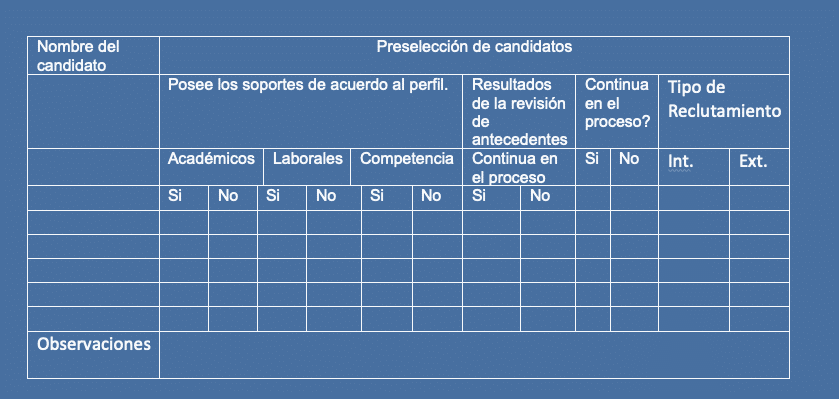 Nombre del candidato
Preselección de candidatos
Posee los soportes de acuerdo al perfil.
Resultados de la revisión de antecedentes
Continua en el proceso?
Tipo de Reclutamiento
Académicos
Laborales
Competencia
Continua en el proceso
Si
No
Int.
Ext.
Si
No
Si
No
Si
No
Si
No
Observaciones